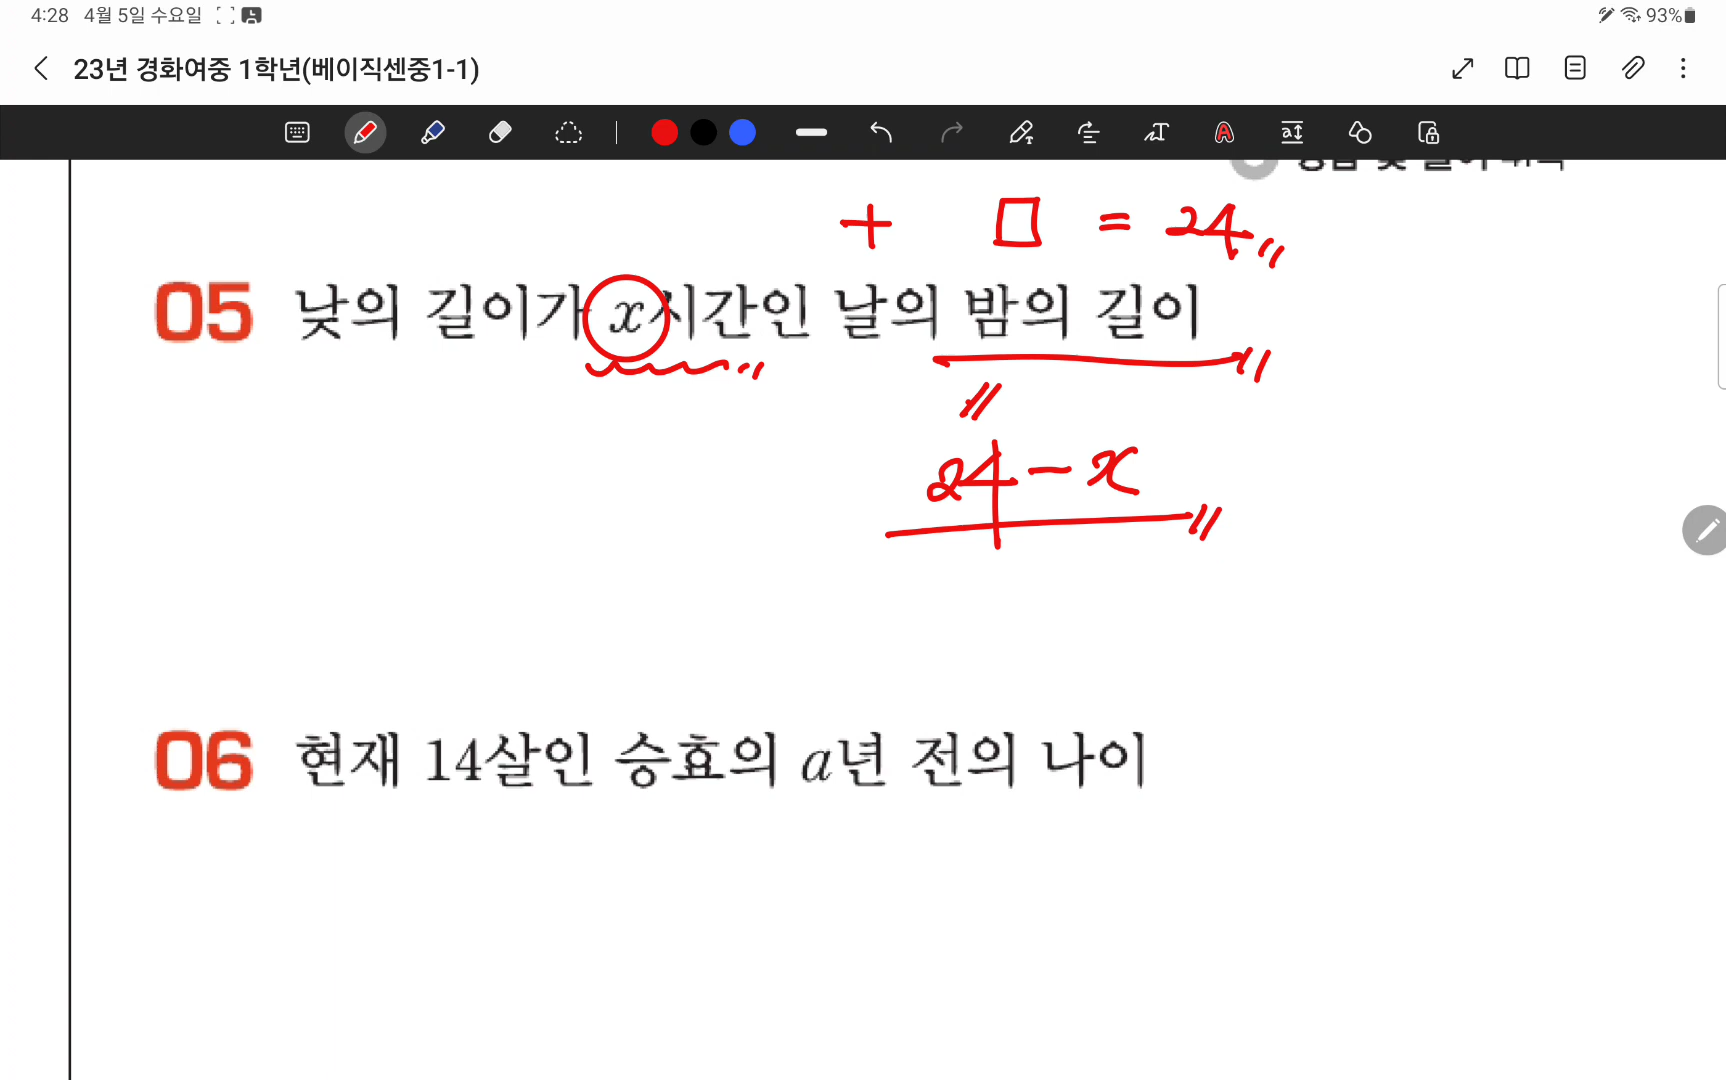 4:28 4월 5일 수요일 93%
23년 경화여중 1학년(베이직센중1-1)
+ □ = 24
05 낮의 길이가 x시간인 날의 밤의 길이
24 - x
06 현재 14살인 승효의 a년 전의 나이